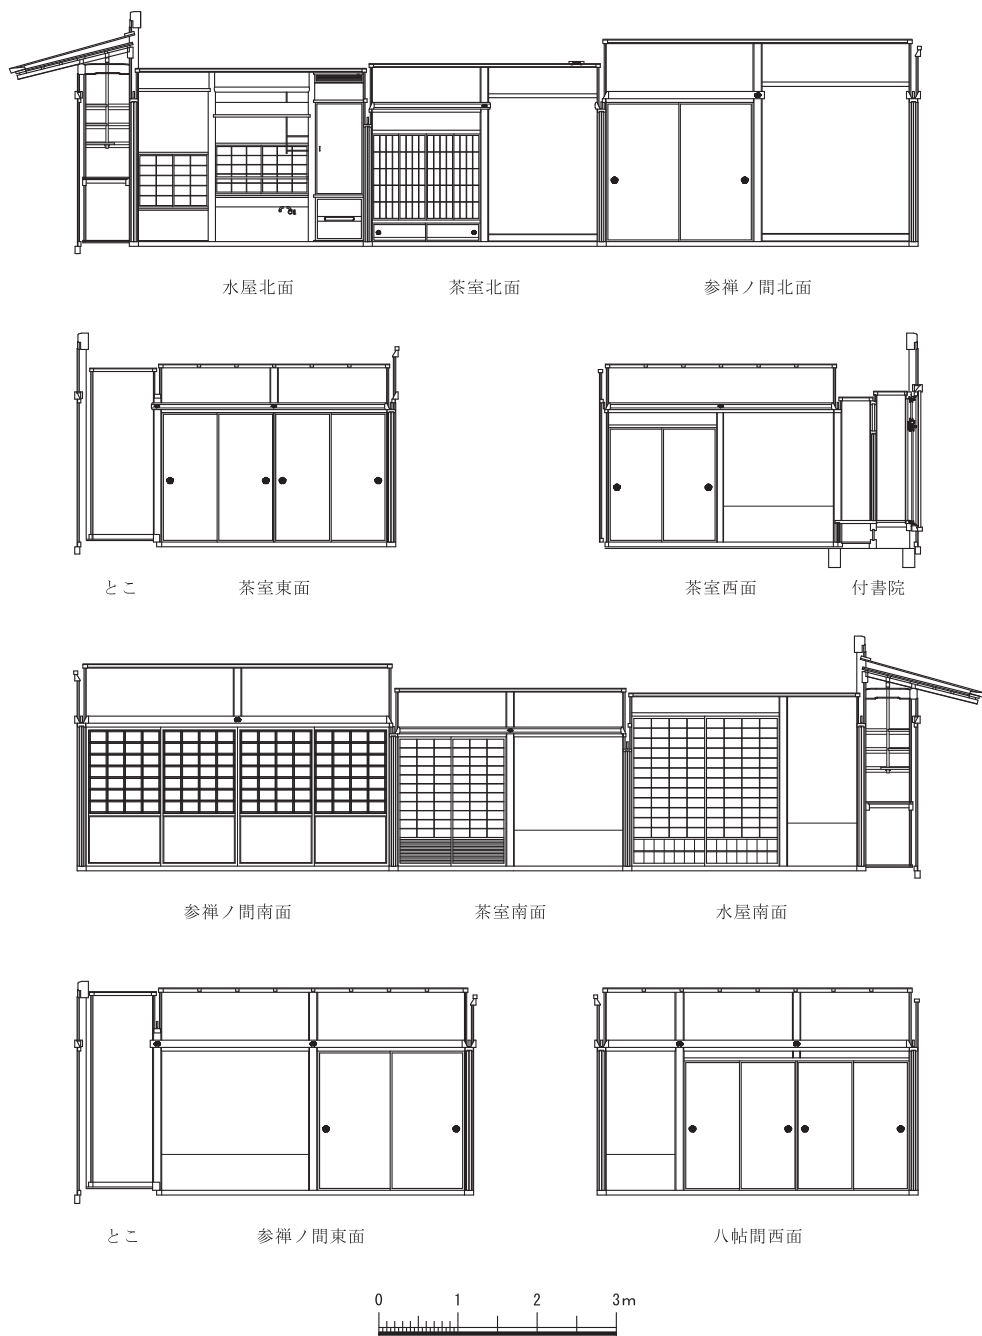 水屋北面 茶室北面 参禅ノ間北面
とこ 茶室東面 茶室西面 付書院
参禅ノ間南面 茶室南面 水屋南面
とこ 参禅ノ間東面 八帖間西面
0 1 2 3m